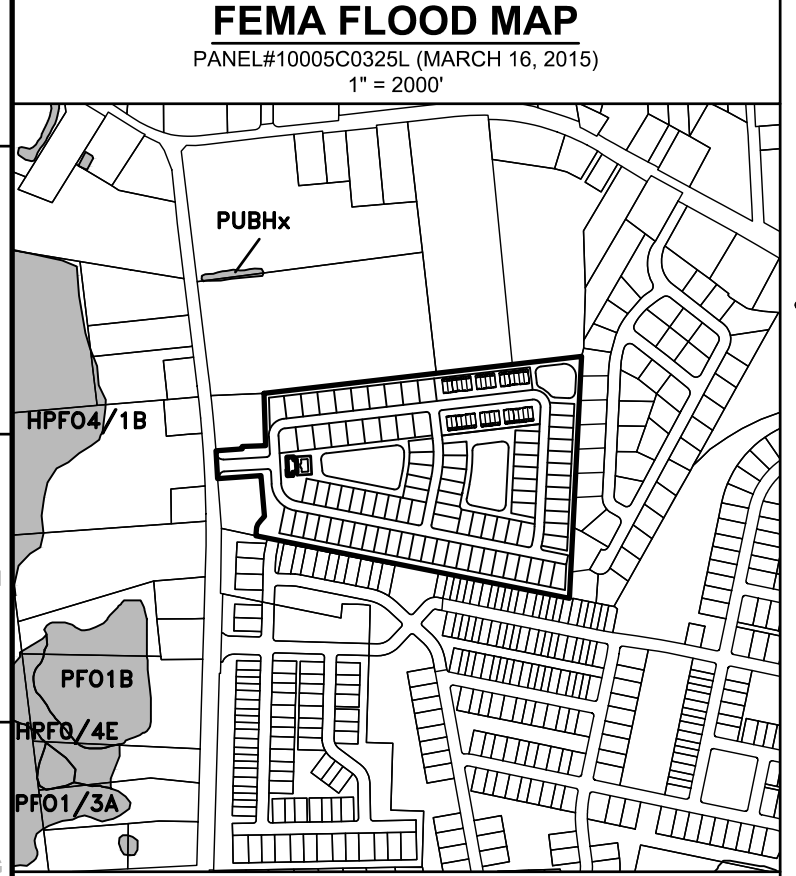 FEMA FLOOD MAP
PANEL#10005C0325L (MARCH 16, 2015)
1" = 2000'
PUBHx
HPFO4/1B
PFO1B
HPFO/4E
PFO1/3A